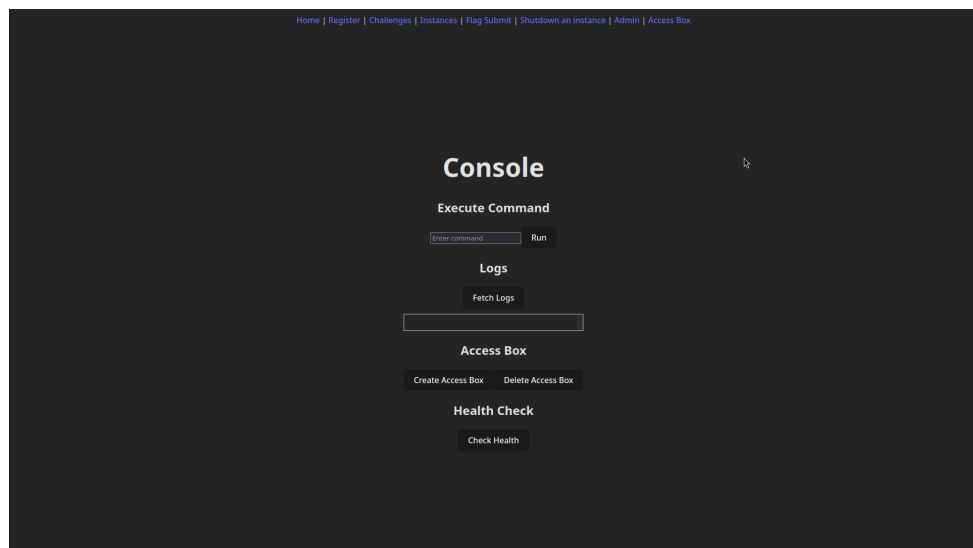 Home | Register | Challenges | Instances | Flag Submit | Shutdown an instance | Admin | Access Box
Console
Execute Command
Enter command Run
Logs
Fetch Logs
Access Box
Create Access Box Delete Access Box
Health Check
Check Health